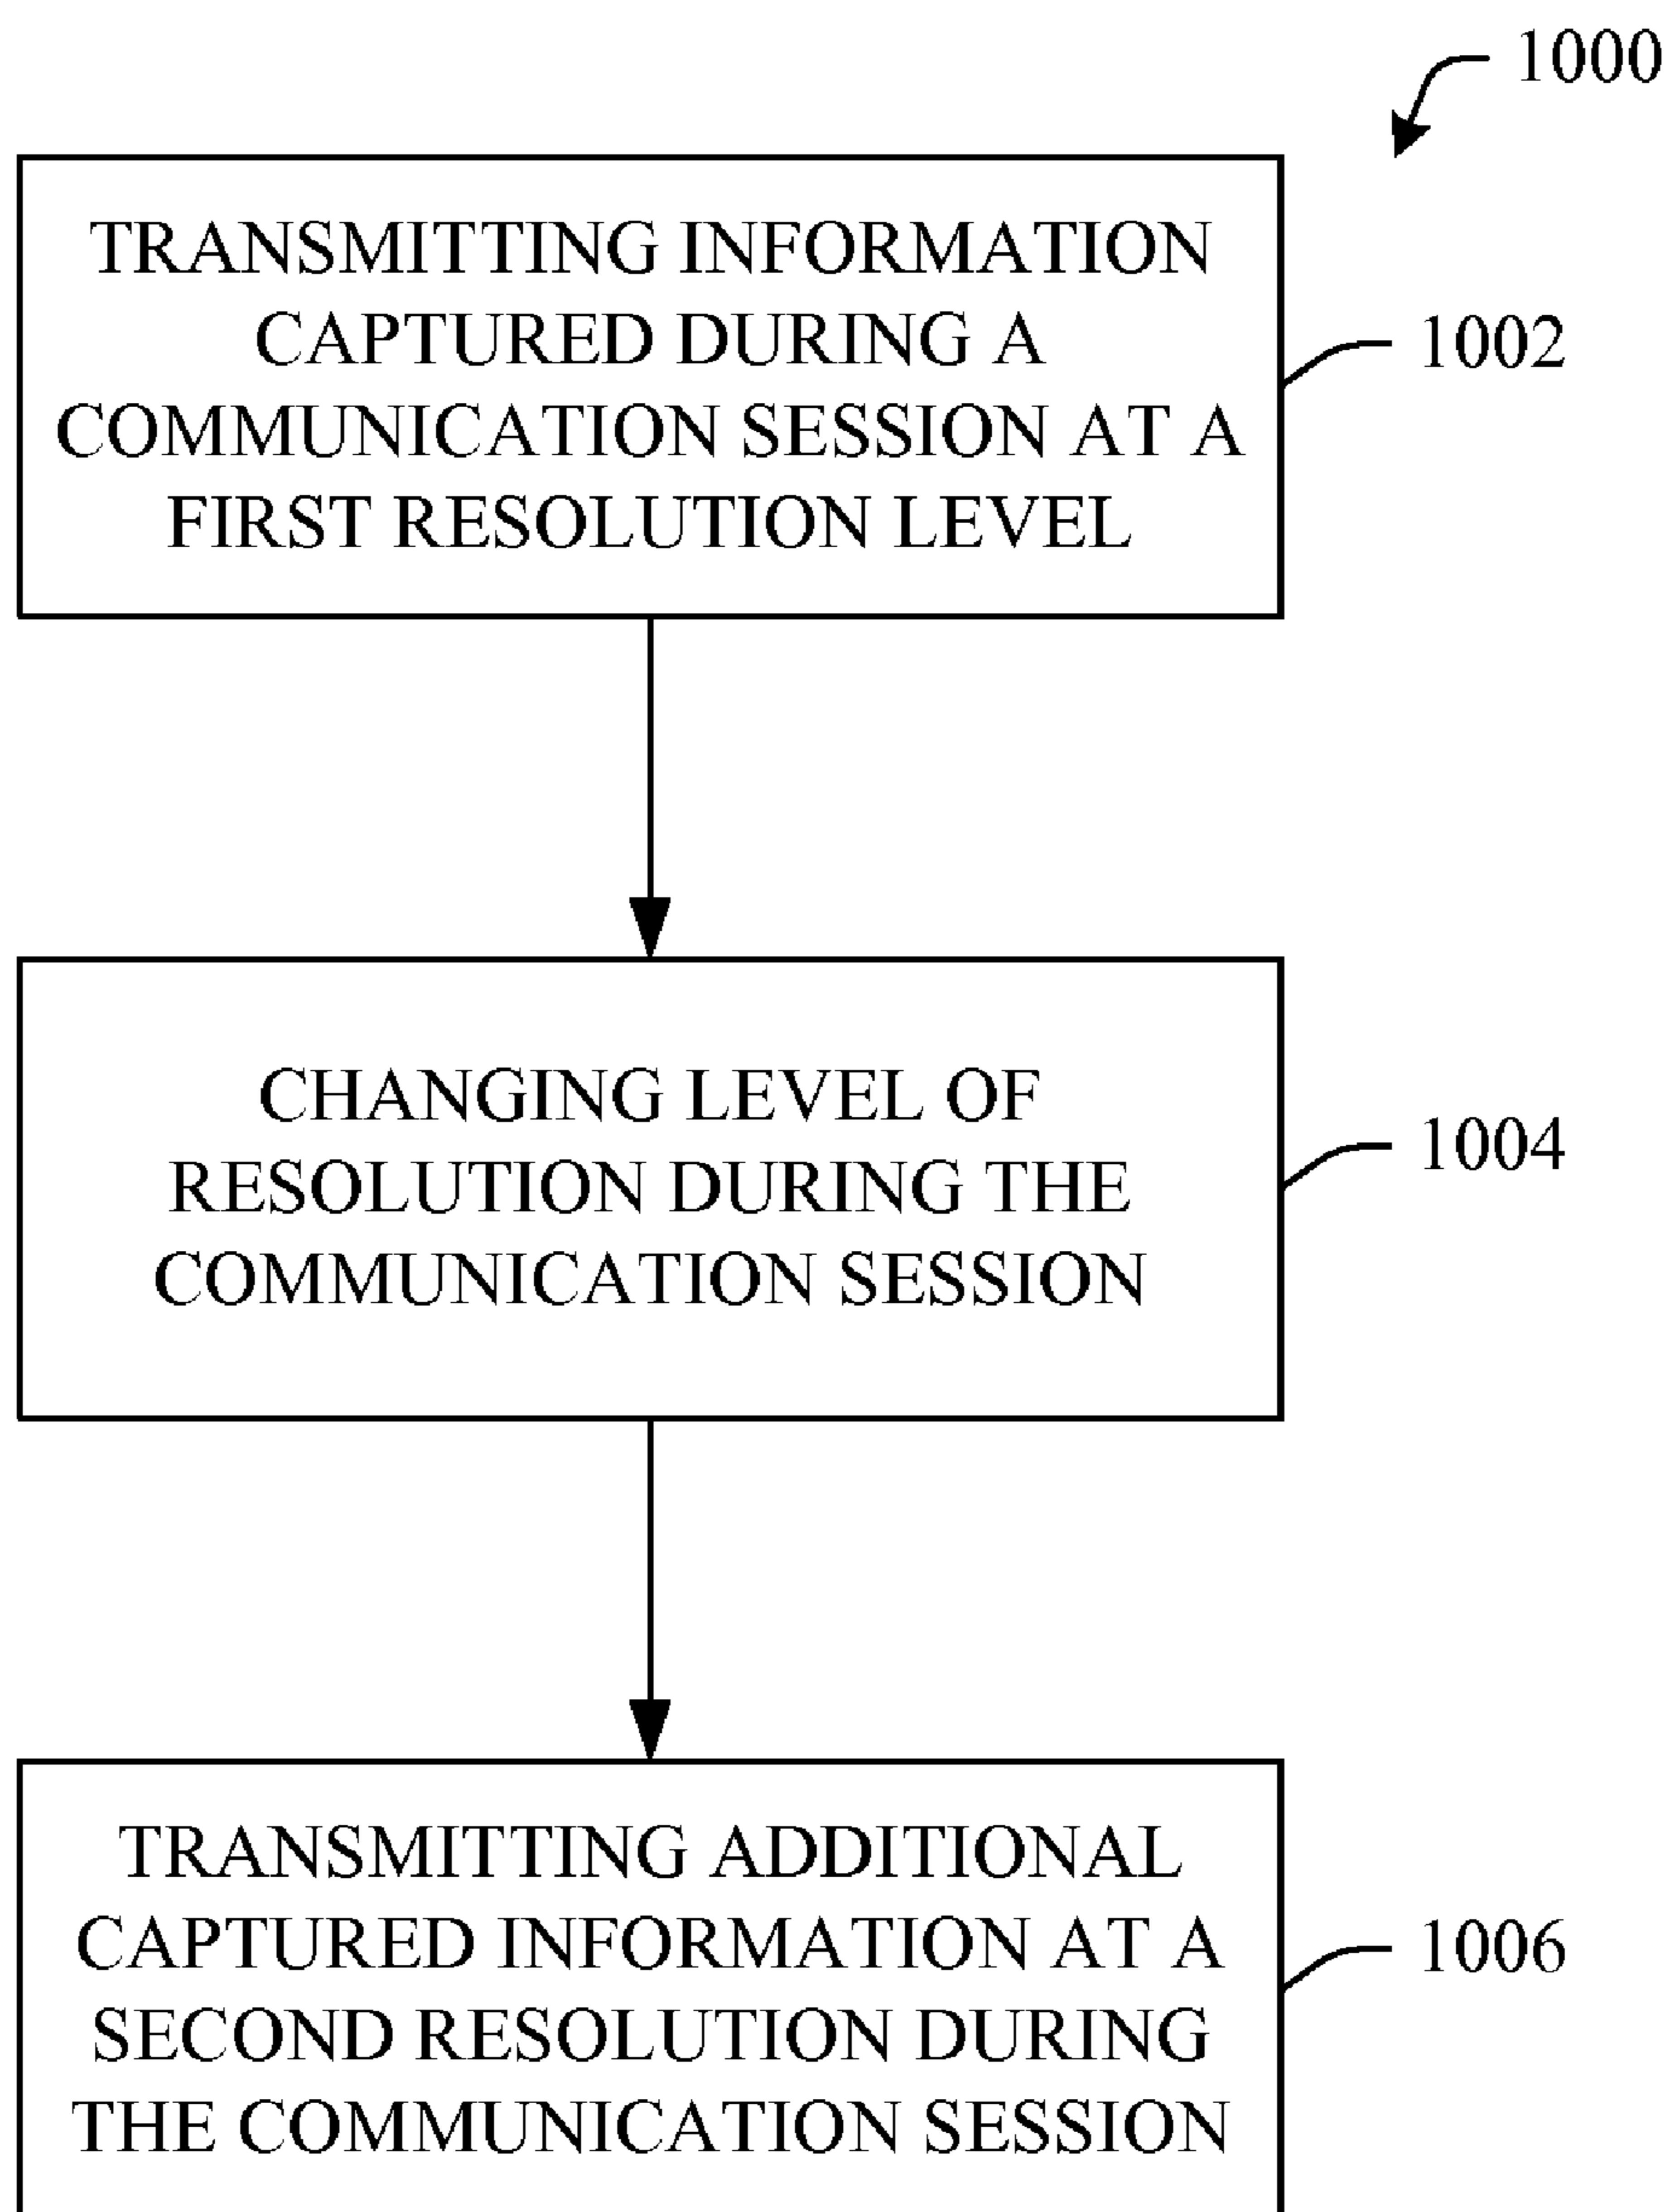 1000
TRANSMITTING INFORMATION
CAPTURED DURING A
COMMUNICATION SESSION AT A
FIRST RESOLUTION LEVEL
1002
CHANGING LEVEL OF
RESOLUTION DURING THE
COMMUNICATION SESSION
1004
TRANSMITTING ADDITIONAL
CAPTURED INFORMATION AT A
SECOND RESOLUTION DURING
THE COMMUNICATION SESSION
1006